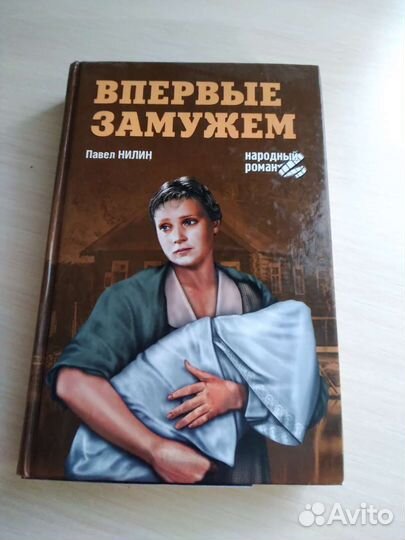 ВПЕРВЫЕ
ЗАМУЖЕМ
Павел НИЛИН
народный
роман
Avito